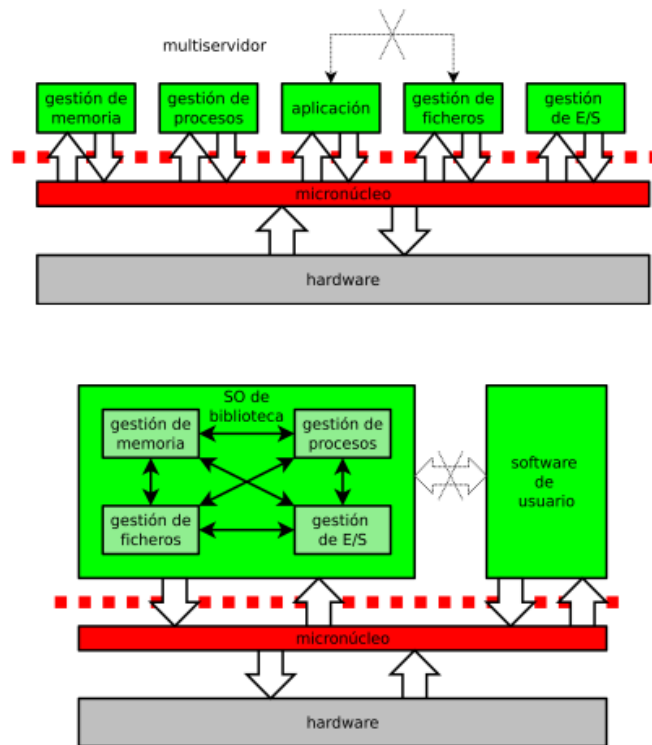 multiservidor
gestión de
memoria
gestión de
procesos
aplicación
gestión de
ficheros
gestión
de E/S
micronúcleo
hardware
SO de
biblioteca
gestión de
memoria
gestión de
procesos
gestión de
ficheros
gestión
de E/S
software
de
usuario
micronúcleo
hardware